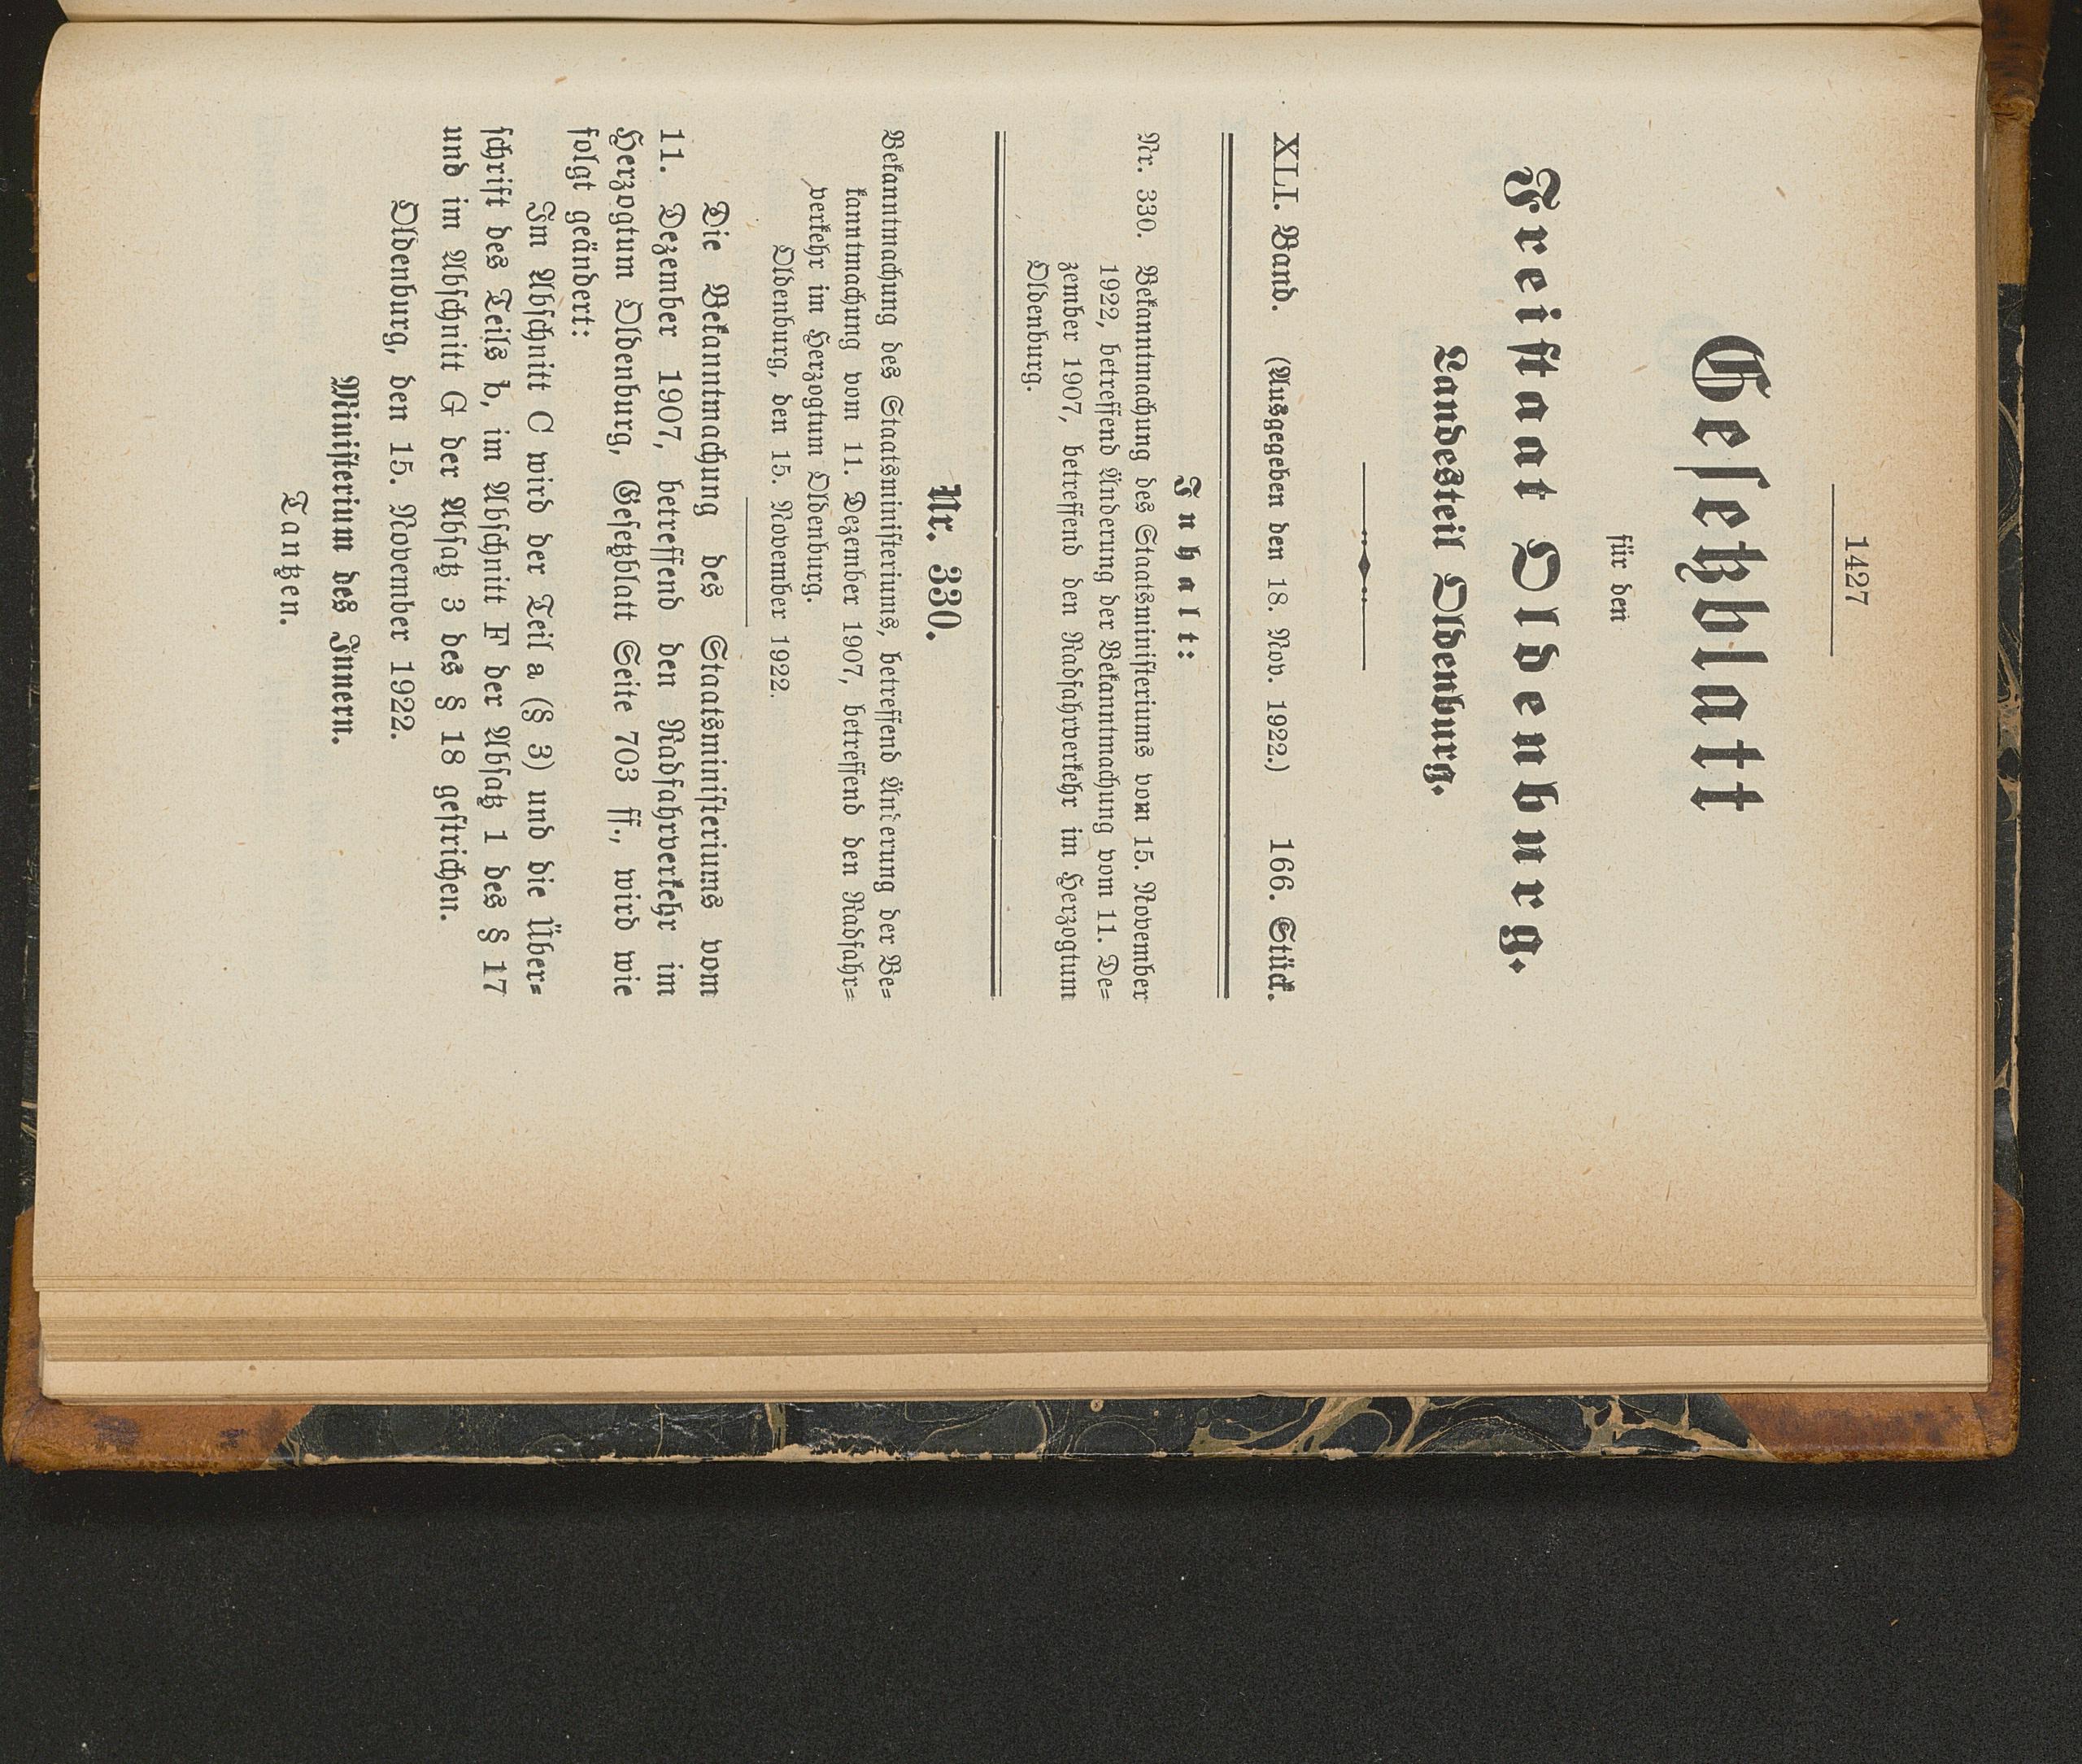 1427
Gesetzblatt
für den
Freistaat Oldenburg.
Landesteil Oldenburg.
XLI. Band. (Ausgegeben den 18. Nov. 1922.) 166. Stück.
Inhalt:
Nr. 330. Bekanntmachung des Staatsministeriums vom 15. November
1922, betreffend Änderung der Bekanntmachung vom 11. De-
zember 1907, betreffend den Radfahrverkehr im Herzogtum
Oldenburg.
Nr. 330.
Bekanntmachung des Staatsministeriums, betreffend Änderung der Be-
kanntmachung vom 11. Dezember 1907, betreffend den Radfahr-
verkehr im Herzogtum Oldenburg.
Oldenburg, den 15. November 1922.
Die Bekanntmachung des Staatsministeriums vom
11. Dezember 1907, betreffend den Radfahrverkehr im
Herzogtum Oldenburg, Gesetzblatt Seite 703 ff., wird wie
folgt geändert:
Im Abschnitt C wird der Teil a (§ 3) und die Über-
schrift des Teils b, im Abschnitt F der Absatz 1 des § 17
und im Abschnitt G der Absatz 3 des § 18 gestrichen.
Oldenburg, den 15. November 1922.
Ministerium des Innern.
Tantzen.